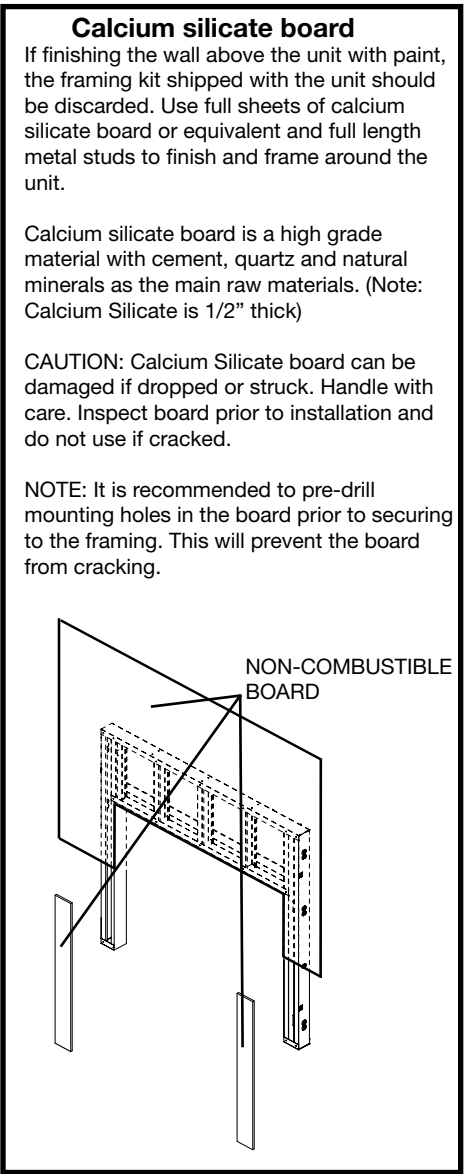 Calcium silicate board
If finishing the wall above the unit with paint,
the framing kit shipped with the unit should
be discarded. Use full sheets of calcium
silicate board or equivalent and full length
metal studs to finish and frame around the
unit.
Calcium silicate board is a high grade
material with cement, quartz and natural
minerals as the main raw materials. (Note:
Calcium Silicate is 1/2” thick)
CAUTION: Calcium Silicate board can be
damaged if dropped or struck. Handle with
care. Inspect board prior to installation and
do not use if cracked.
NOTE: It is recommended to pre-drill
mounting holes in the board prior to securing
to the framing. This will prevent the board
from cracking.
NON-COMBUSTIBLE
BOARD